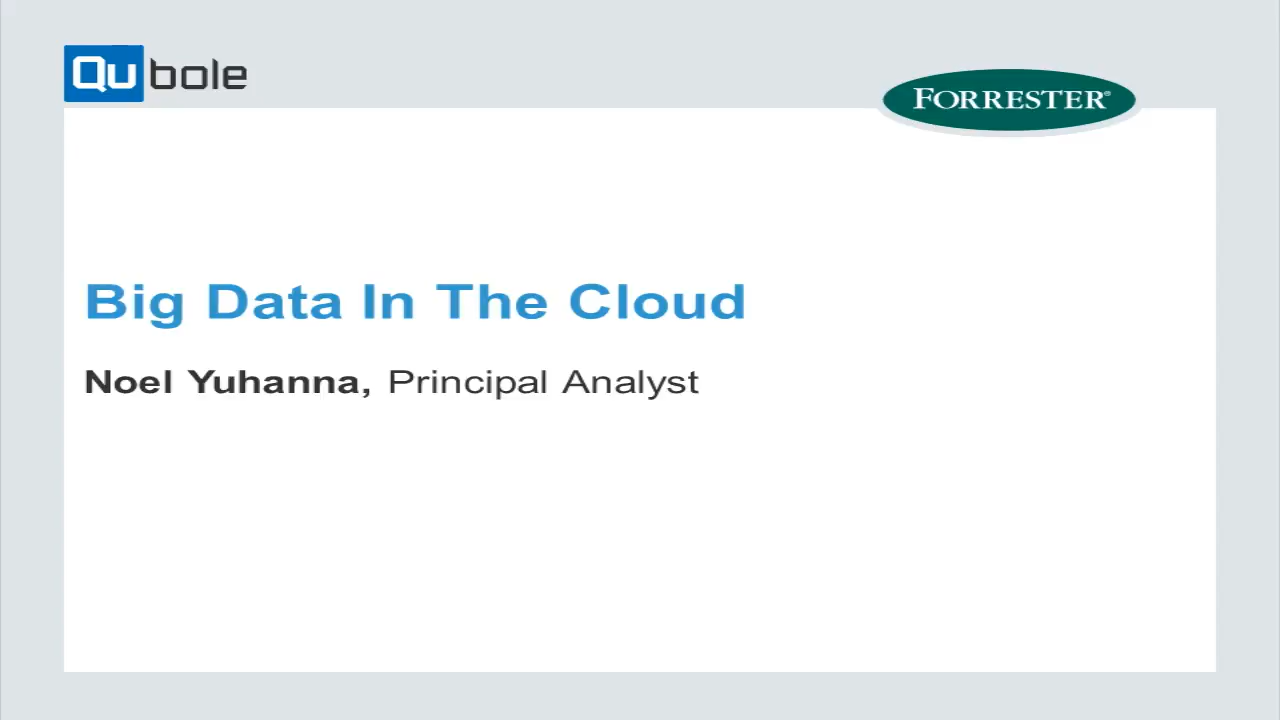 Qubole
FORRESTER®
Big Data In The Cloud
Noel Yuhanna, Principal Analyst